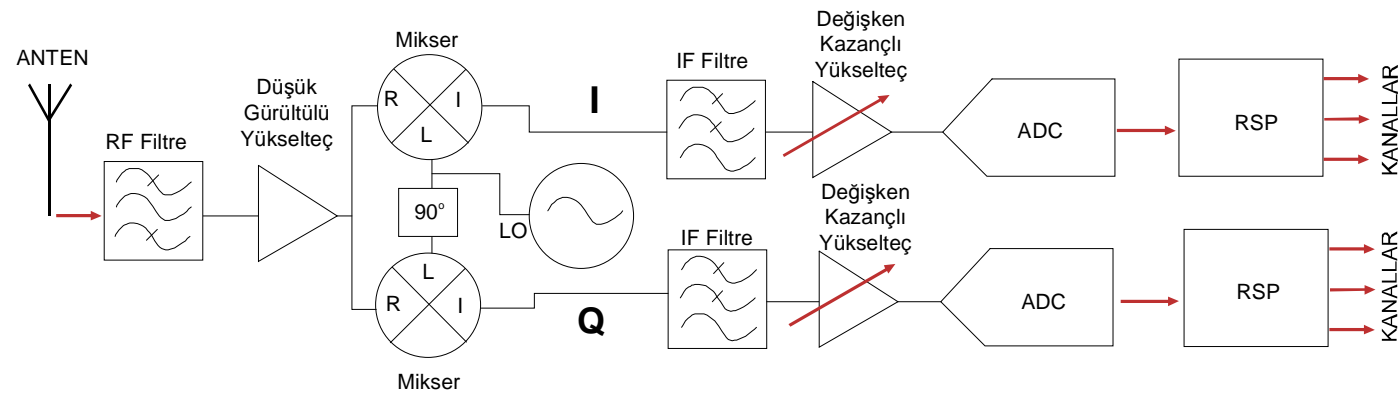 ANTEN
RF Filtre
Düşük
Gürültülü
Yükselteç
Mikser
R
I
L
90°
LO
L
R
I
Mikser
I
IF Filtre
Değişken
Kazançlı
Yükselteç
ADC
RSP
KANALLAR
Q
IF Filtre
Değişken
Kazançlı
Yükselteç
ADC
RSP
KANALLAR